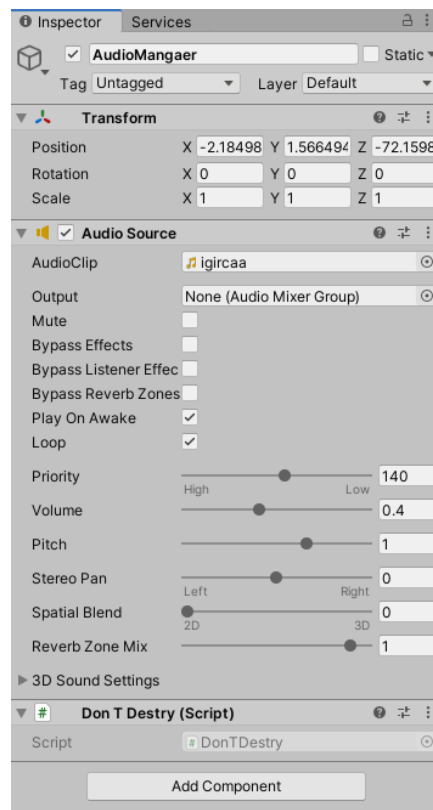 Inspector Services
AudioMangaer Static
Tag Untagged Layer Default
Transform
Position X -2.18498 Y 1.566494 Z -72.1598
Rotation X 0 Y 0 Z 0
Scale X 1 Y 1 Z 1
Audio Source
AudioClip igircaa
Output None (Audio Mixer Group)
Mute
Bypass Effects
Bypass Listener Effec
Bypass Reverb Zones
Play On Awake
Loop
Priority 140
High Low
Volume 0.4
Pitch 1
Stereo Pan 0
Left Right
Spatial Blend 0
2D 3D
Reverb Zone Mix 1
3D Sound Settings
# Don T Destry (Script)
Script # DonTDestry
Add Component